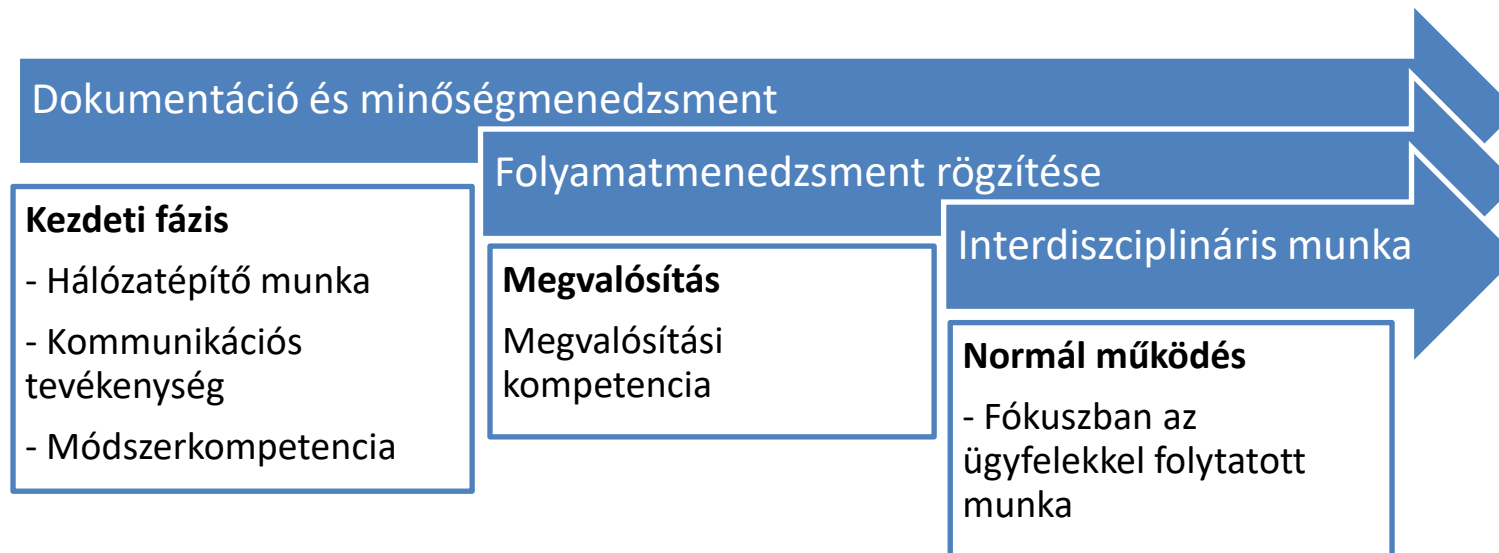 Dokumentáció és minőségmenedzsment
Folyamatmenedzsment rögzítése
Interdiszciplináris munka
Kezdeti fázis
- Hálózatépítő munka
- Kommunikációs
tevékenység
- Módszerkompetencia
Megvalósítás
Megvalósítási
kompetencia
Normál működés
- Fókuszban az
ügyfelekkel folytatott
munka